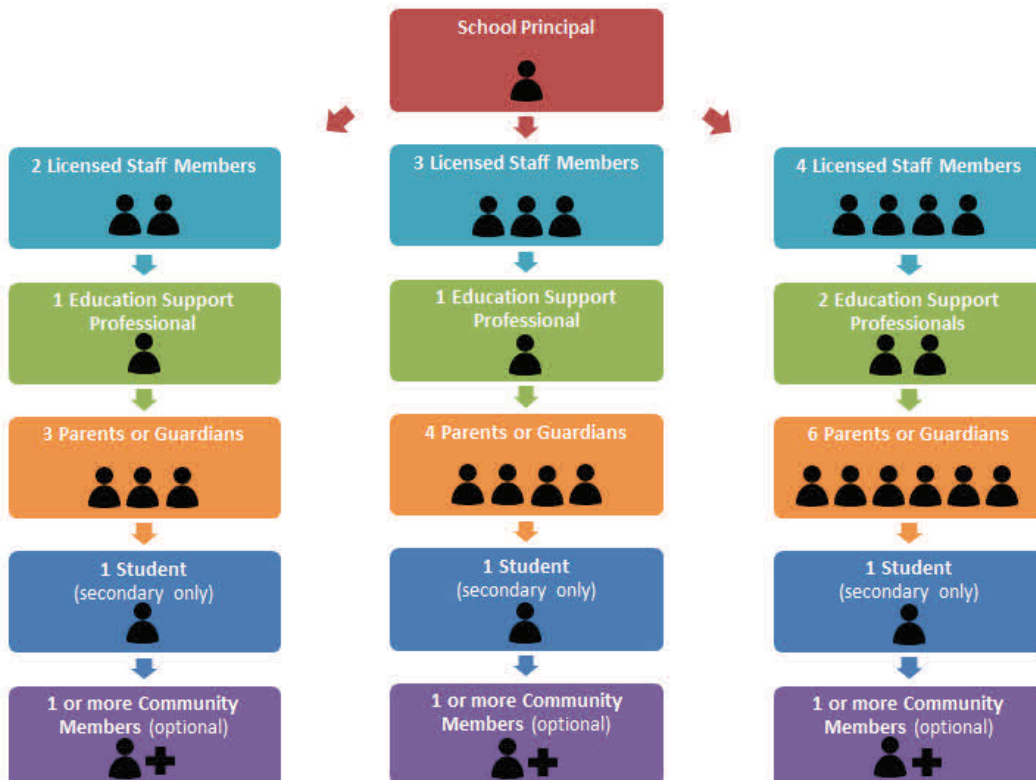 School Principal
2 Licensed Staff Members
3 Licensed Staff Members
4 Licensed Staff Members
1 Education Support
Professional
1 Education Support
Professional
2 Education Support
Professionals
3 Parents or Guardians
4 Parents or Guardians
6 Parents or Guardians
1 Student
(secondary only)
1 Student
(secondary only)
1 Student
(secondary only)
1 or more Community
Members (optional)
1 or more Community
Members (optional)
1 or more Community
Members (optional)